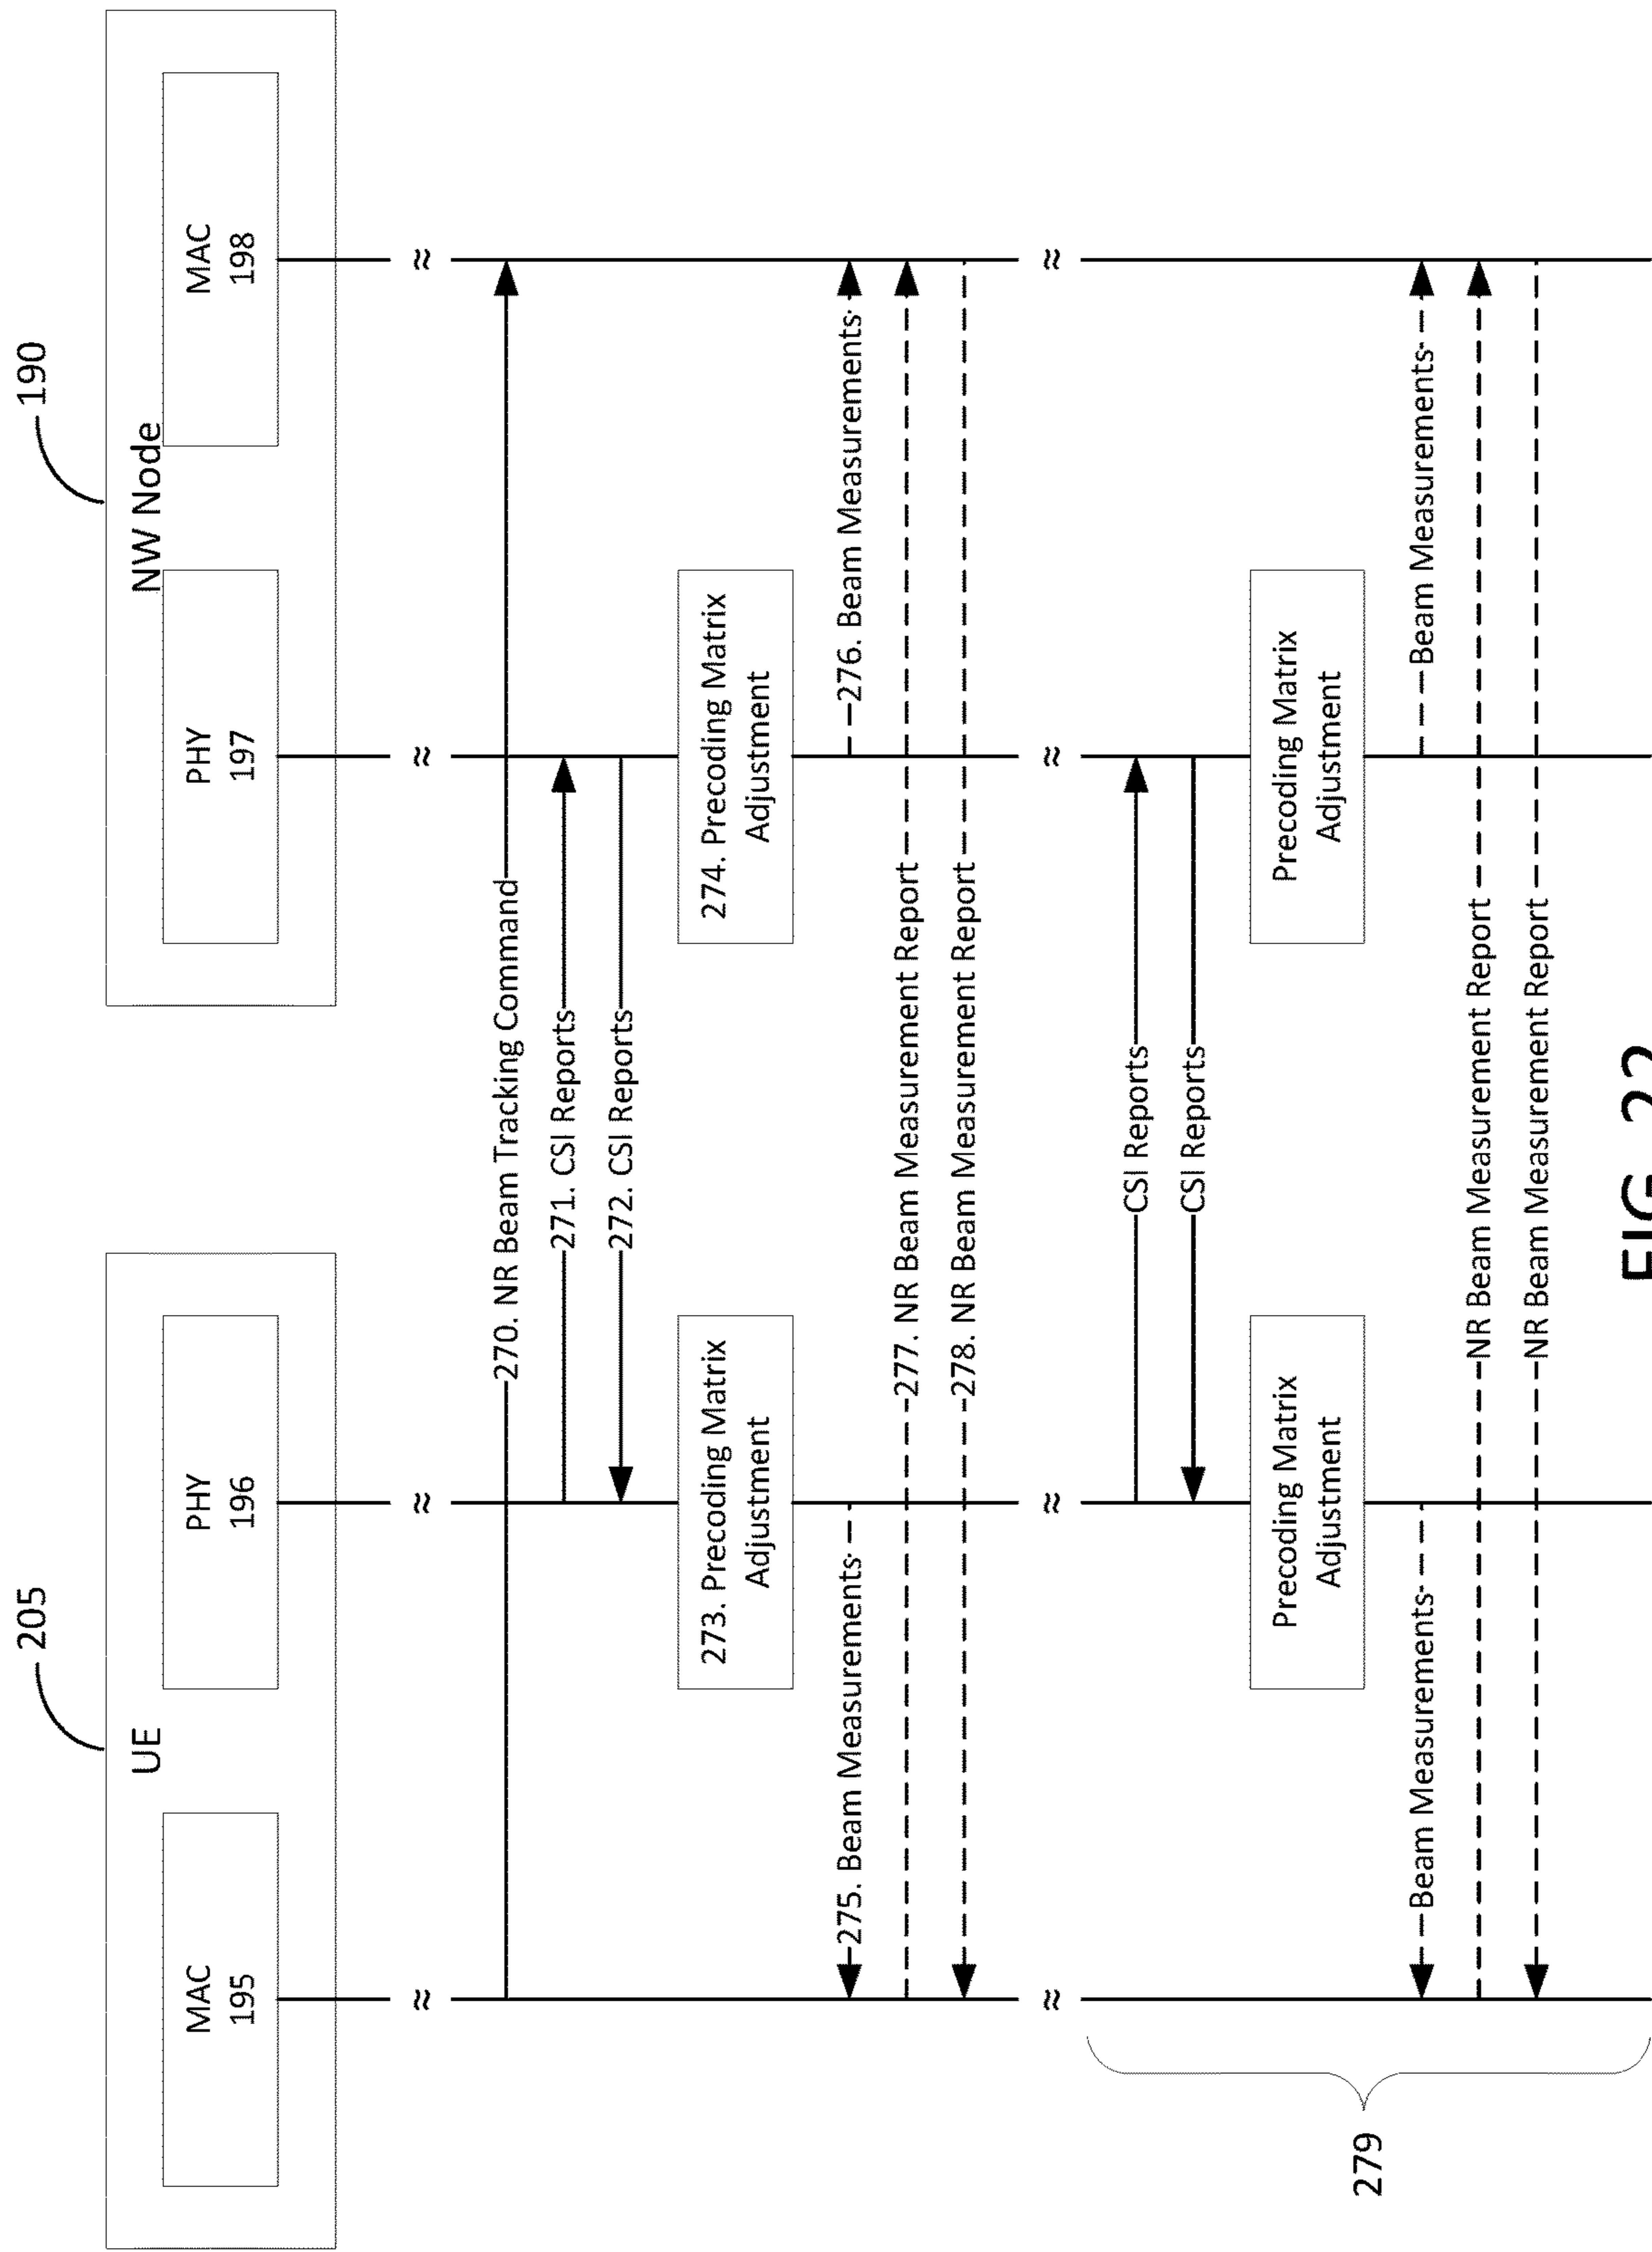 205
190
UE
NW Node
MAC
195
PHY
196
PHY
197
MAC
198
≈
≈
≈
≈
270. NR Beam Tracking Command
271. CSI Reports
272. CSI Reports
273. Precoding Matrix
Adjustment
274. Precoding Matrix
Adjustment
275. Beam Measurements
276. Beam Measurements
277. NR Beam Measurement Report
278. NR Beam Measurement Report
≈
≈
≈
≈
279
CSI Reports
CSI Reports
Precoding Matrix
Adjustment
Precoding Matrix
Adjustment
Beam Measurements
Beam Measurements
NR Beam Measurement Report
NR Beam Measurement Report
FIG. 22